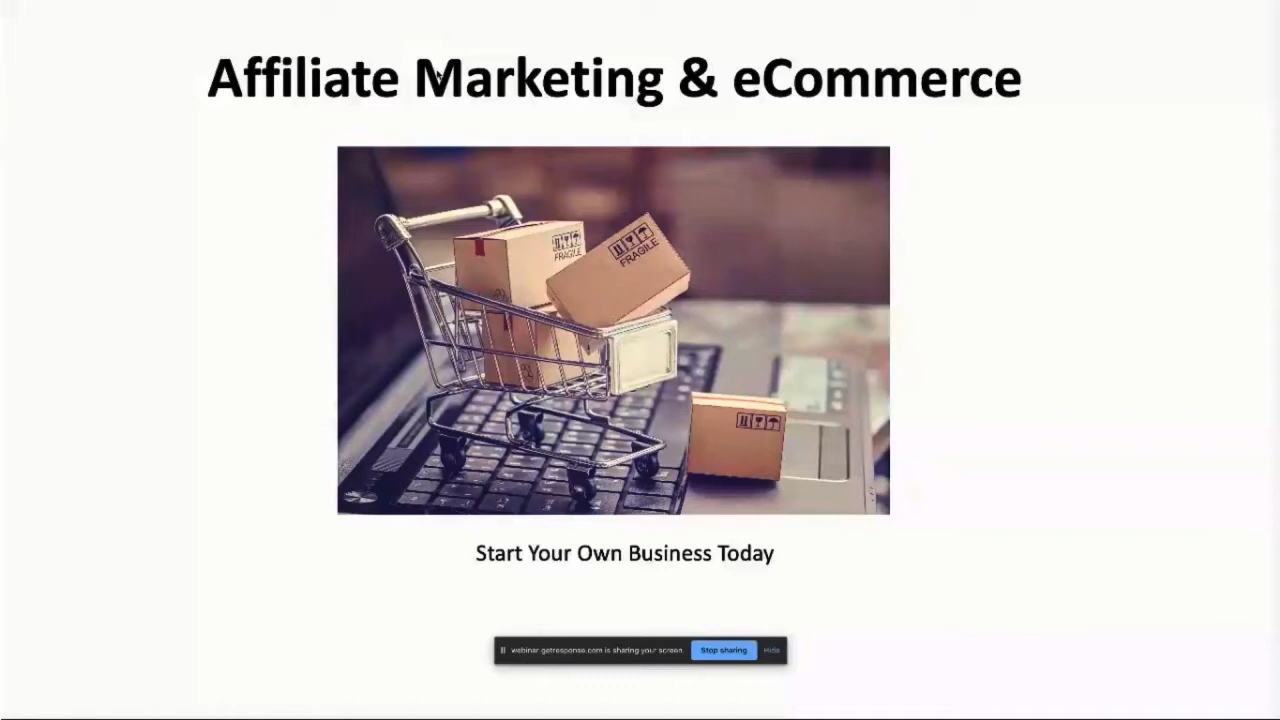 Affiliate Marketing & eCommerce
FRAGILE
FRAGILE
Start Your Own Business Today
webinar.getresponse.com is sharing your screen.
Stop sharing
Hide